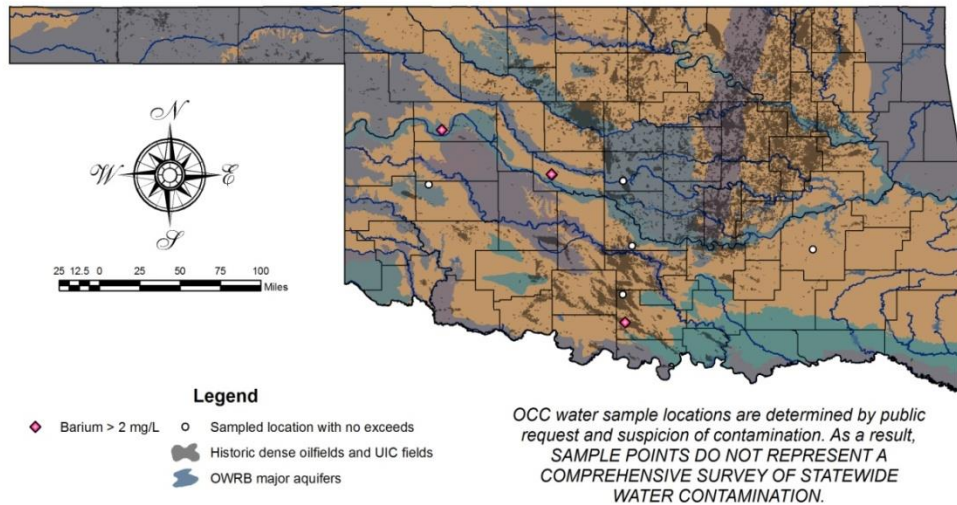 N
W E
S
25 12.5 0 25 50 75 100
Miles
Legend
Barium > 2 mg/L
Sampled location with no exceeds
Historic dense oilfields and UIC fields
OWRB major aquifers
OCC water sample locations are determined by public
request and suspicion of contamination. As a result,
SAMPLE POINTS DO NOT REPRESENT A
COMPREHENSIVE SURVEY OF STATEWIDE
WATER CONTAMINATION.